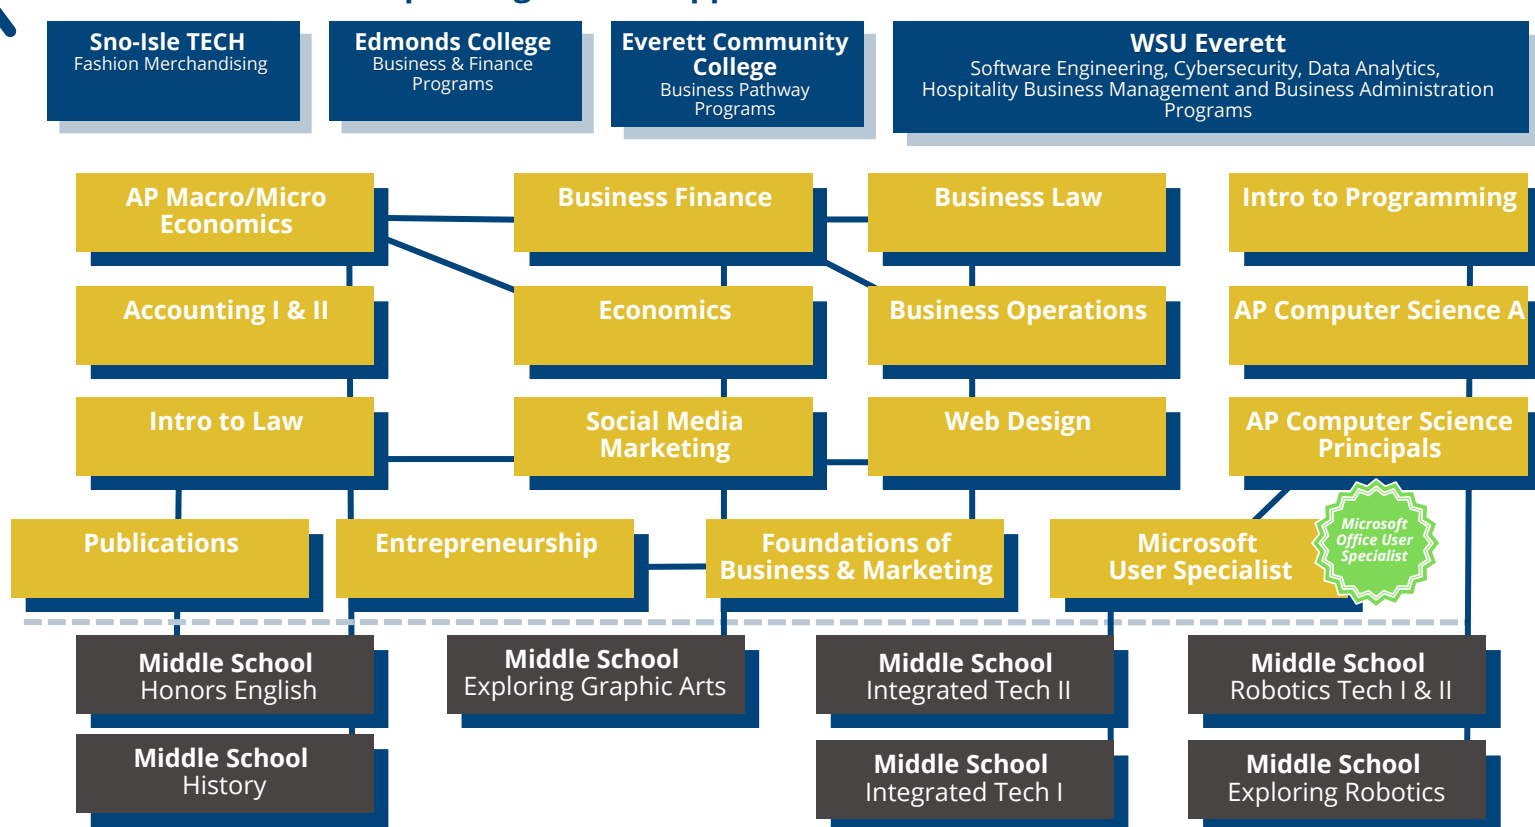 Sno-Isle TECH
Fashion Merchandising
Edmonds College
Business & Finance
Programs
Everett Community
College
Business Pathway
Programs
WSU Everett
Software Engineering, Cybersecurity, Data Analytics,
Hospitality Business Management and Business Administration
Programs
AP Macro/Micro
Economics
Business Finance
Business Law
Intro to Programming
Accounting I & II
Economics
Business Operations
AP Computer Science A
Intro to Law
Social Media
Marketing
Web Design
AP Computer Science
Principals
Publications
Entrepreneurship
Foundations of
Business & Marketing
Microsoft
User Specialist
Microsoft
Office User
Specialist
Middle School
Honors English
Middle School
Exploring Graphic Arts
Middle School
Integrated Tech II
Middle School
Robotics Tech I & II
Middle School
History
Middle School
Integrated Tech I
Middle School
Exploring Robotics